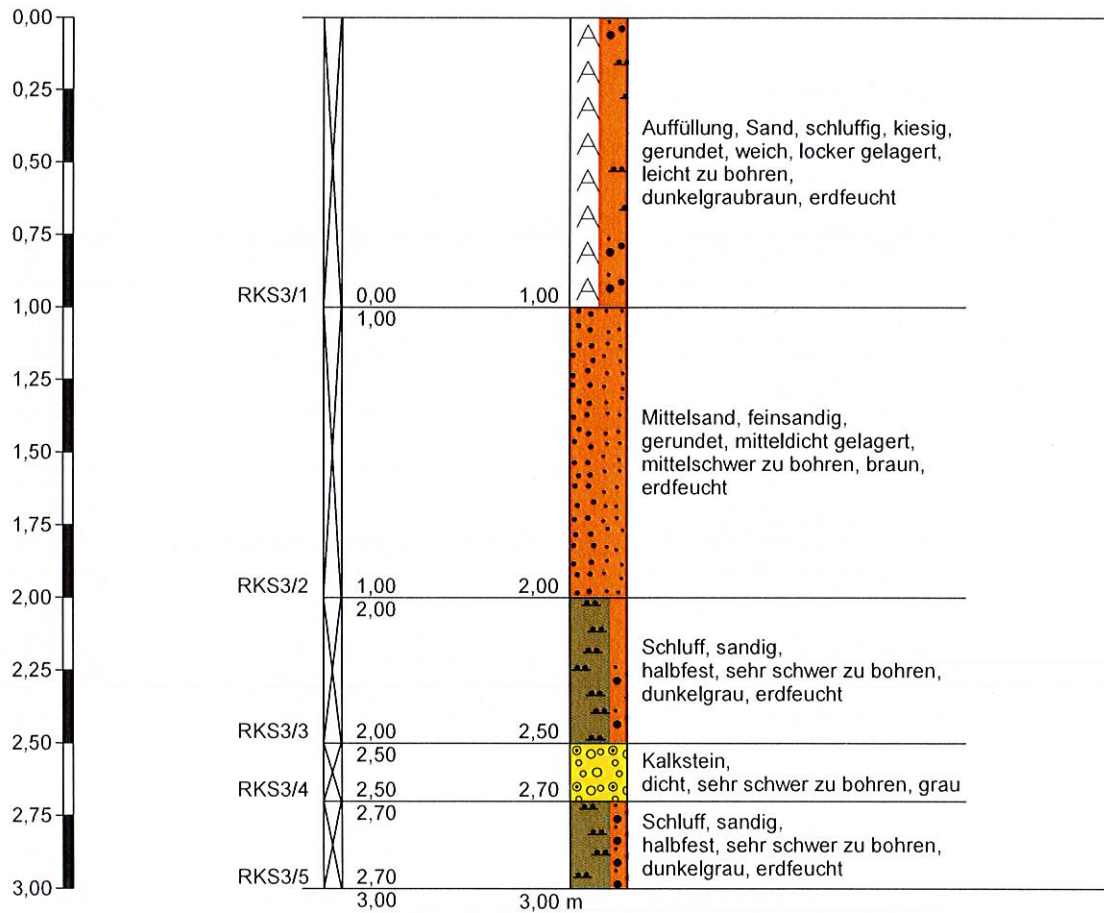 0,00
0,25
0,50
0,75
1,00
1,25
1,50
1,75
2,00
2,25
2,50
2,75
3,00
Auffüllung, Sand, schluffig, kiesig,
gerundet, weich, locker gelagert,
leicht zu bohren,
dunkelgraubraun, erdfeucht
RKS3/1 0,00 1,00
1,00
Mittelsand, feinsandig,
gerundet, mitteldicht gelagert,
mittelschwer zu bohren, braun,
erdfeucht
RKS3/2 1,00 2,00
2,00
Schluff, sandig,
halbfest, sehr schwer zu bohren,
dunkelgrau, erdfeucht
RKS3/3 2,00 2,50
2,50
Kalkstein,
dicht, sehr schwer zu bohren, grau
RKS3/4 2,50 2,70
2,70
Schluff, sandig,
halbfest, sehr schwer zu bohren,
dunkelgrau, erdfeucht
RKS3/5 2,70
3,00 3,00 m